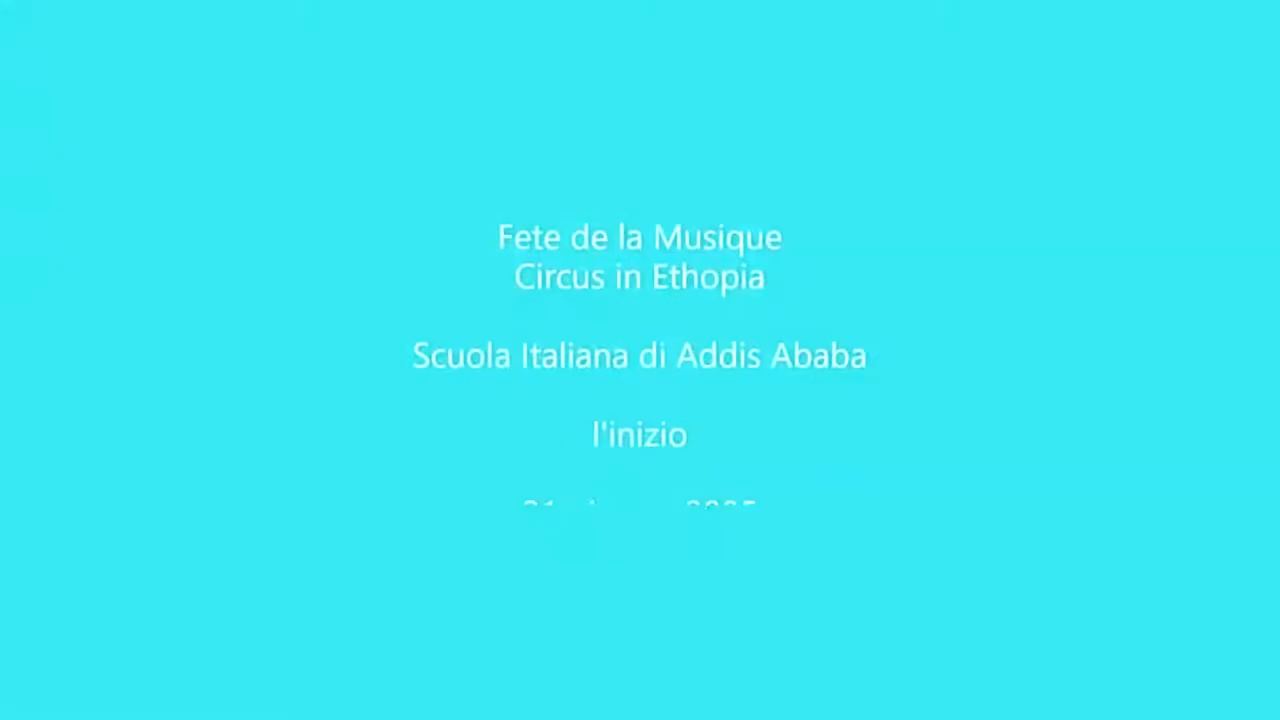 Fete de la Musique
Circus in Ethopia
Scuola Italiana di Addis Ababa
l'inizio